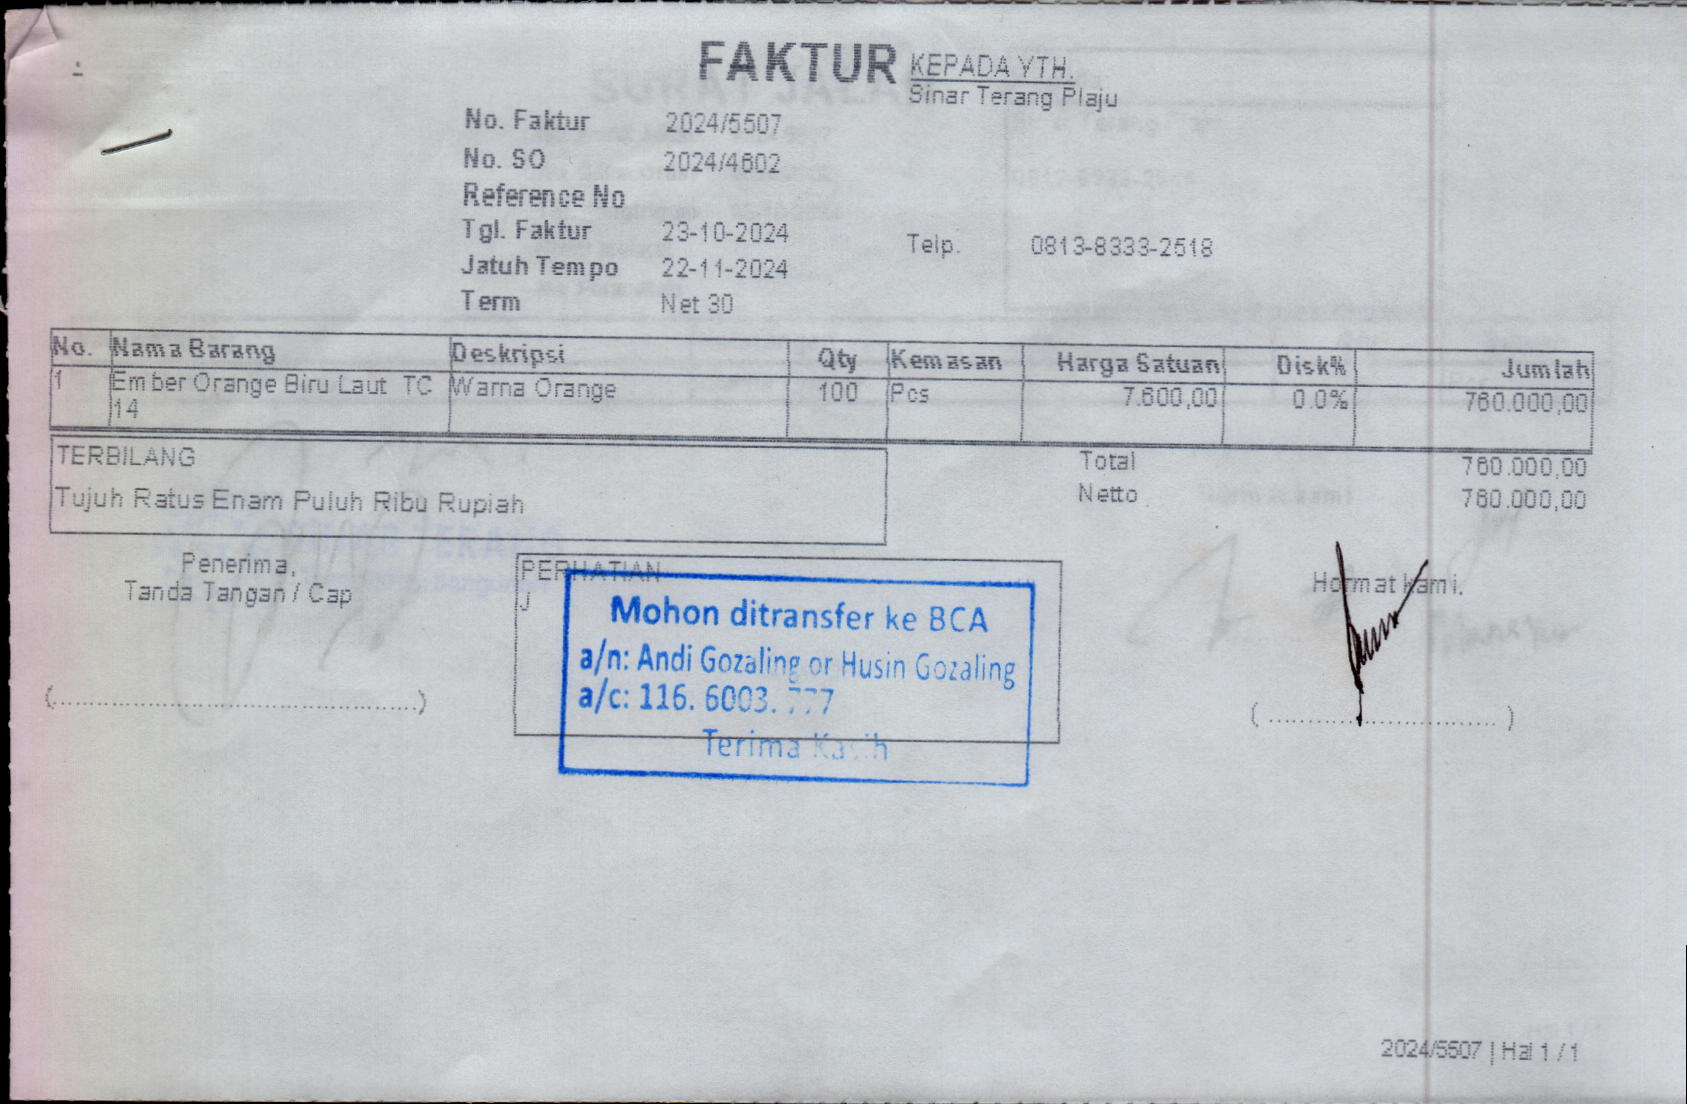 FAKTUR
KEPADA YTH.
Sinar Terang Plaju
No. Faktur 2024/5507
No. SO 2024/4602
Reference No
Tgl. Faktur 23-10-2024
Telp. 0813-8333-2518
Jatuh Tempo 22-11-2024
Term Net 30
No. Nama Barang Deskripsi Qty Kemasan Harga Satuan Disk% Jumlah
1 Ember Orange Biru Laut TC Warna Orange 100 Pcs 7.600,00 0.0% 760.000,00
14
TERBILANG
Tujuh Ratus Enam Puluh Ribu Rupiah
Total 760.000,00
Netto 760.000,00
Penerima,
Tanda Tangan / Cap
(..............................................)
PERHATIAN
J
Mohon ditransfer ke BCA
a/n: Andi Gozaling or Husin Gozaling
a/c: 116. 6003. 777
Terima Kasih
Hormat kami.
( ............................. )
2024/5507 | Hal 1 / 1